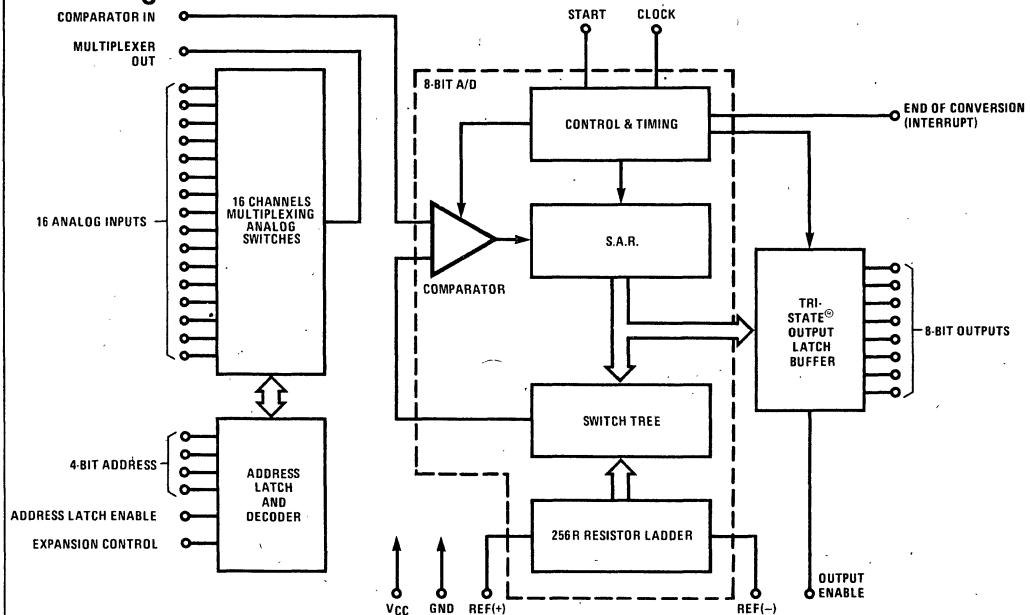 COMPARATOR IN
MULTIPLEXER
OUT
START
CLOCK
8-BIT A/D
CONTROL & TIMING
END OF CONVERSION
(INTERRUPT)
16 ANALOG INPUTS
16 CHANNELS
MULTIPLEXING
ANALOG
SWITCHES
S.A.R.
COMPARATOR
TRI-
STATE®
OUTPUT
LATCH
BUFFER
8-BIT OUTPUTS
SWITCH TREE
4-BIT ADDRESS
ADDRESS
LATCH
AND
DECODER
ADDRESS LATCH ENABLE
EXPANSION CONTROL
256R RESISTOR LADDER
VCC
GND
REF(+)
REF(−)
OUTPUT
ENABLE